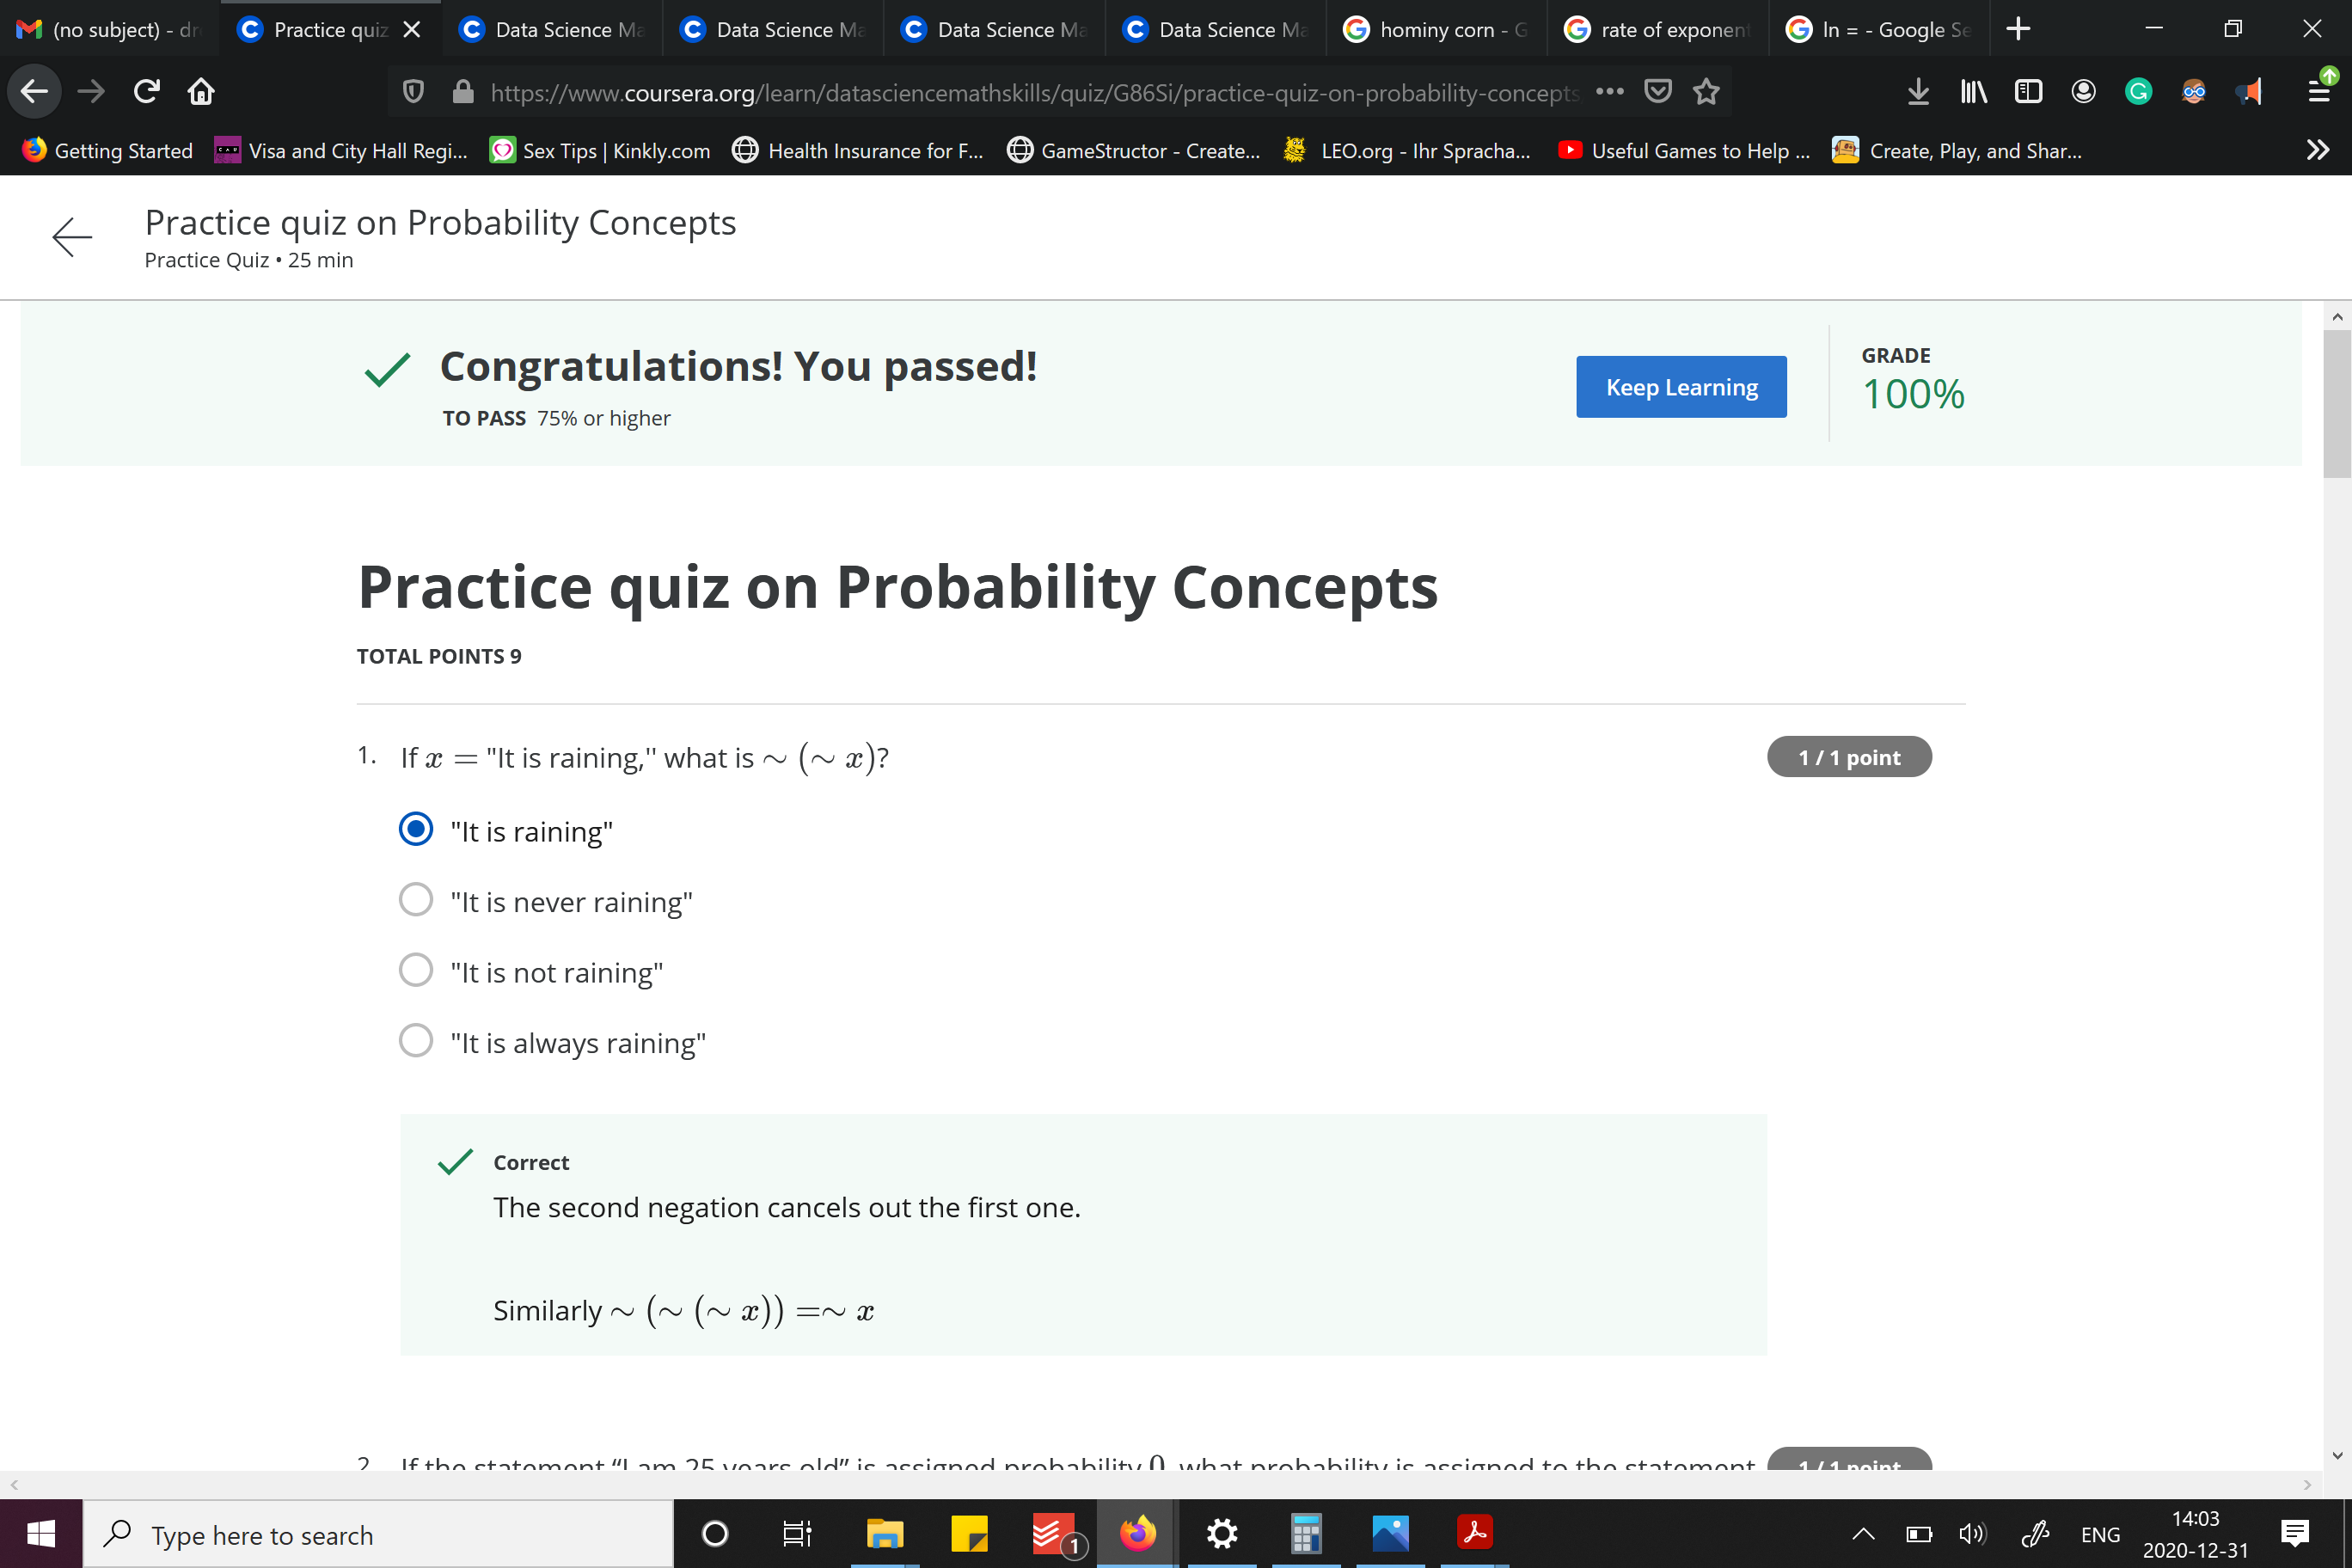 (no subject) - dr
Practice quiz
Data Science Ma
Data Science Ma
Data Science Ma
Data Science Ma
hominy corn - G
rate of exponent
ln = - Google Se
https://www.coursera.org/learn/datasciencemathskills/quiz/G86Si/practice-quiz-on-probability-concepts
Getting Started
Visa and City Hall Regi...
Sex Tips | Kinkly.com
Health Insurance for F...
GameStructor - Create...
LEO.org - Ihr Spracha...
Useful Games to Help ...
Create, Play, and Shar...
Practice quiz on Probability Concepts
Practice Quiz • 25 min
Congratulations! You passed!
TO PASS 75% or higher
Keep Learning
GRADE
100%
Practice quiz on Probability Concepts
TOTAL POINTS 9
1. If x = "It is raining,'' what is ∼ (∼ x)?
1 / 1 point
"It is raining"
"It is never raining"
"It is not raining"
"It is always raining"
Correct
The second negation cancels out the first one.
Similarly ∼ (∼ (∼ x)) =∼ x
2. If the statement “I am 25 years old” is assigned probability 0, what probability is assigned to the statement
1 / 1 point
Type here to search
1
ENG
14:03
2020-12-31